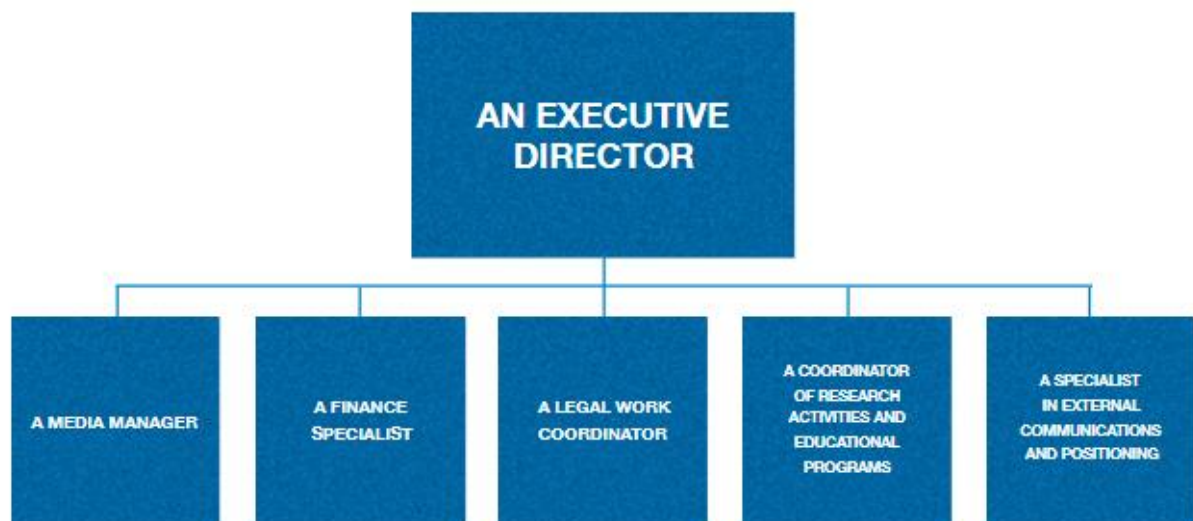 AN EXECUTIVE
DIRECTOR
A MEDIA MANAGER
A FINANCE
SPECIALIST
A LEGAL WORK
COORDINATOR
A COORDINATOR
OF RESEARCH
ACTIVITIES AND
EDUCATIONAL
PROGRAMS
A SPECIALIST
IN EXTERNAL
COMMUNICATIONS
AND POSITIONING